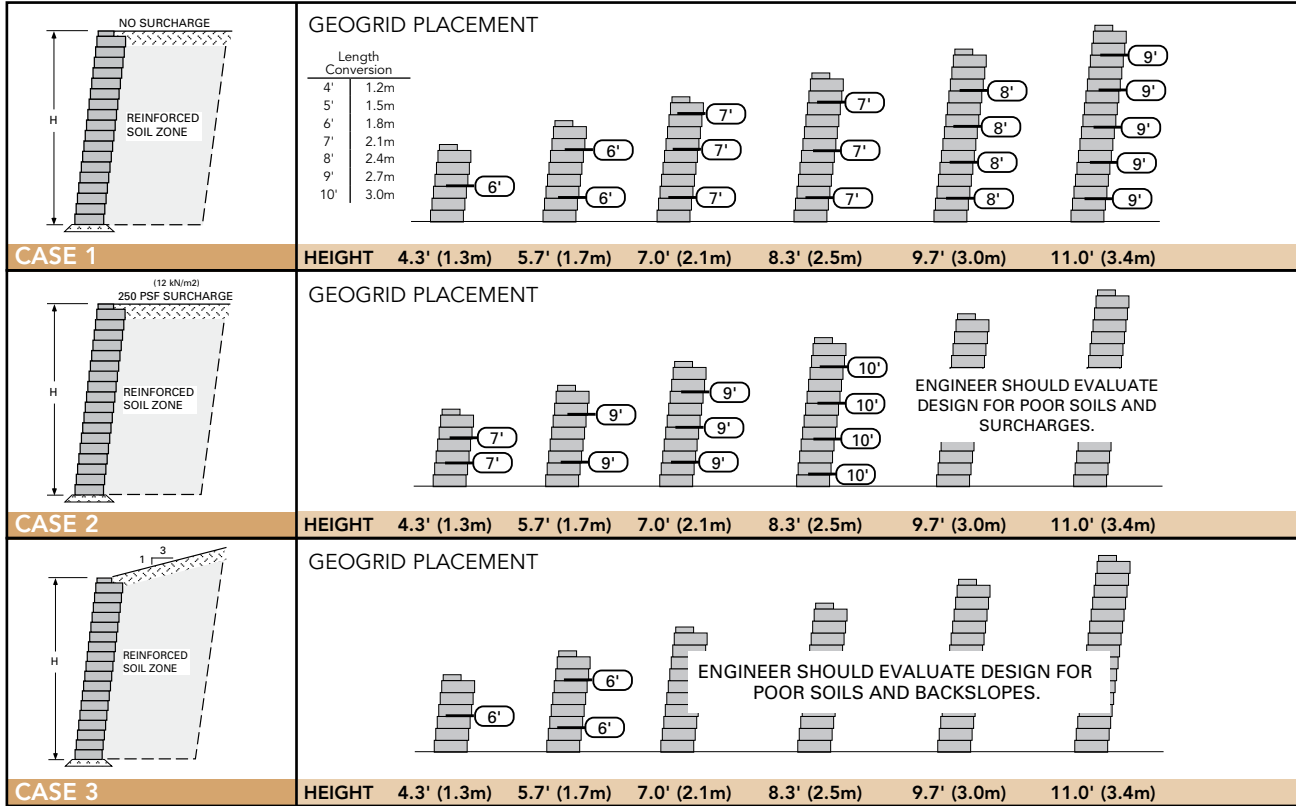 NO SURCHARGE
H
REINFORCED
SOIL ZONE
CASE 1
GEOGRID PLACEMENT
Length
Conversion
4' 1.2m
5' 1.5m
6' 1.8m
7' 2.1m
8' 2.4m
9' 2.7m
10' 3.0m
6'
6'
6'
7'
7'
7'
7'
7'
7'
8'
8'
8'
8'
9'
9'
9'
9'
9'
HEIGHT 4.3' (1.3m) 5.7' (1.7m) 7.0' (2.1m) 8.3' (2.5m) 9.7' (3.0m) 11.0' (3.4m)
(12 kN/m2)
250 PSF SURCHARGE
H
REINFORCED
SOIL ZONE
CASE 2
GEOGRID PLACEMENT
7'
7'
9'
9'
9'
9'
9'
10'
10'
10'
10'
ENGINEER SHOULD EVALUATE
DESIGN FOR POOR SOILS AND
SURCHARGES.
HEIGHT 4.3' (1.3m) 5.7' (1.7m) 7.0' (2.1m) 8.3' (2.5m) 9.7' (3.0m) 11.0' (3.4m)
3
1
H
REINFORCED
SOIL ZONE
CASE 3
GEOGRID PLACEMENT
6'
6'
6'
ENGINEER SHOULD EVALUATE DESIGN FOR
POOR SOILS AND BACKSLOPES.
HEIGHT 4.3' (1.3m) 5.7' (1.7m) 7.0' (2.1m) 8.3' (2.5m) 9.7' (3.0m) 11.0' (3.4m)